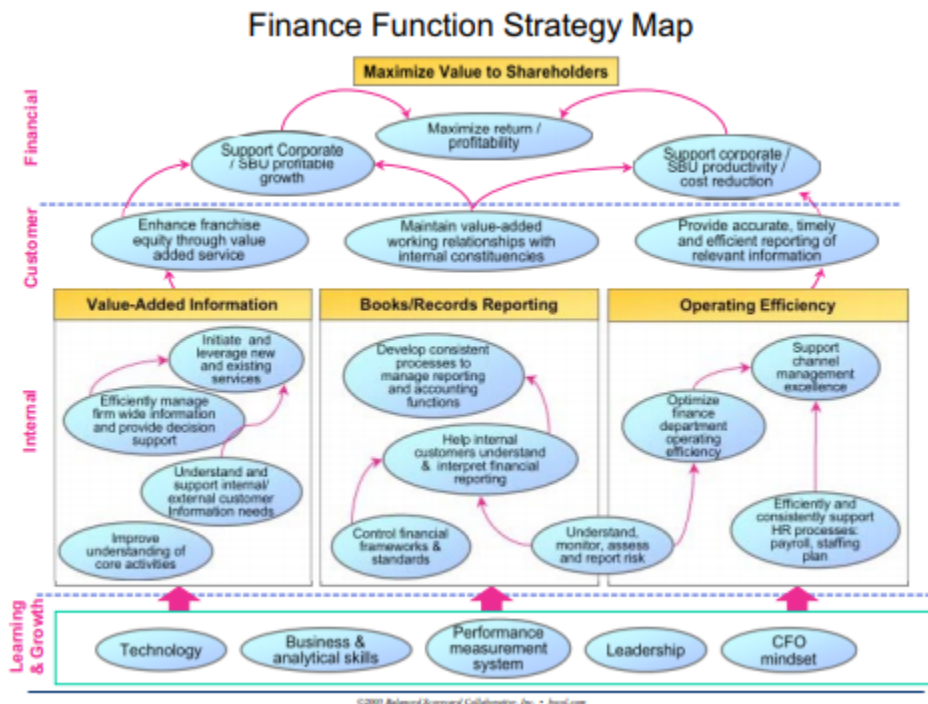 Finance Function Strategy Map
Financial
Maximize Value to Shareholders
Maximize return /
profitability
Support Corporate
/ SBU profitable
growth
Support corporate /
SBU productivity /
cost reduction
Customer
Enhance franchise
equity through value
added service
Maintain value-added
working relationships with
internal constituencies
Provide accurate, timely
and efficient reporting of
relevant information
Internal
Value-Added Information
Initiate and
leverage new
and existing
services
Efficiently manage
firm wide information
and provide decision
support
Understand and
support internal/
external customer
Information needs
Improve
understanding of
core activities
Books/Records Reporting
Develop consistent
processes to
manage reporting
and accounting
functions
Help internal
customers understand
& interpret financial
reporting
Control financial
frameworks &
standards
Understand,
monitor, assess
and report risk
Operating Efficiency
Support
channel
management
excellence
Optimize
finance
department
operating
efficiency
Efficiently and
consistently support
HR processes:
payroll, staffing
plan
Learning
& Growth
Technology
Business &
analytical skills
Performance
measurement
system
Leadership
CFO
mindset
Balanced Scorecard Collaborative, Inc. • bscol.com